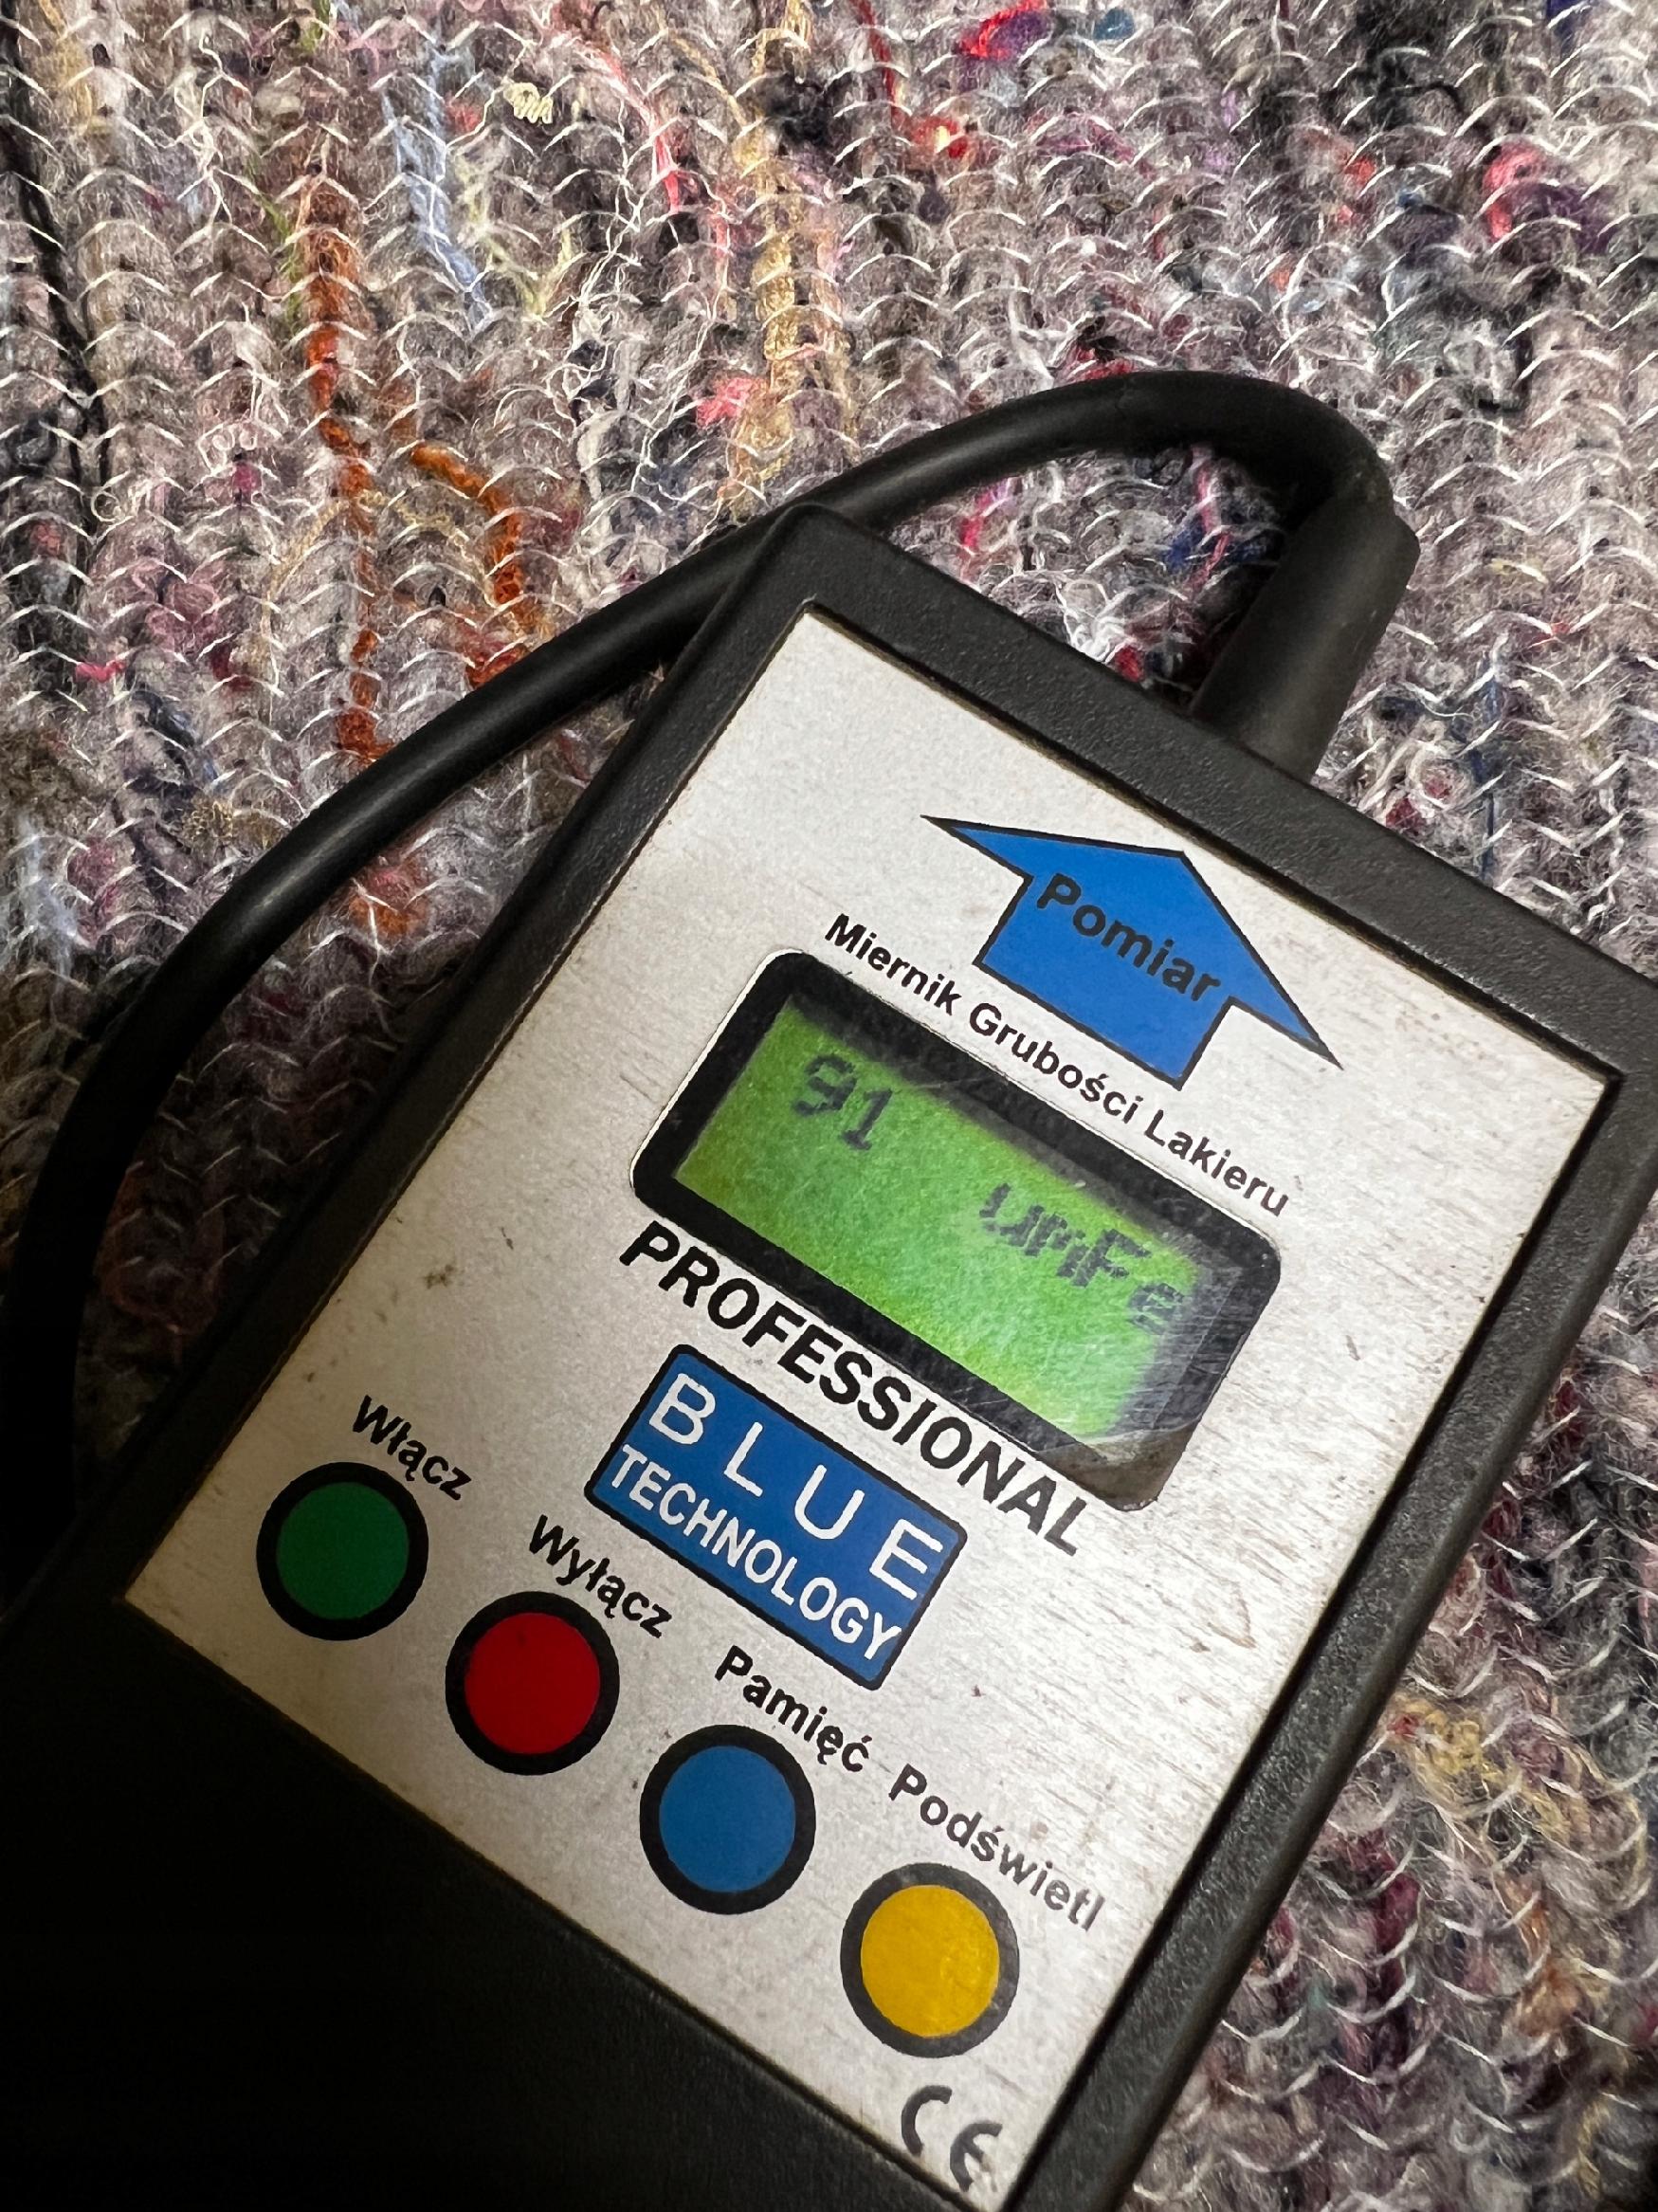 Pomiar
Miernik Grubości Lakieru
91
umFe
PROFESSIONAL
BLUE
TECHNOLOGY
Włącz
Wyłącz
Pamięć
Podświetl
CE